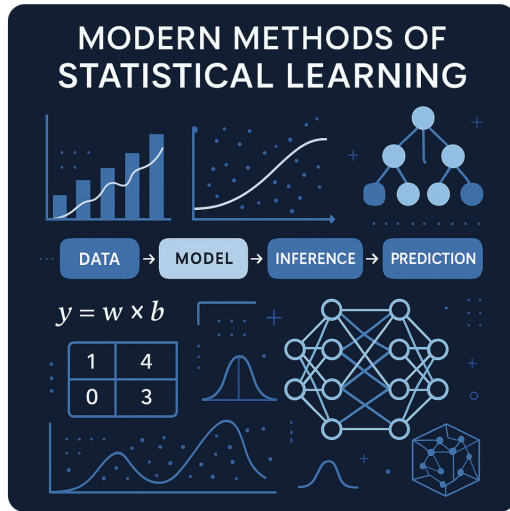 MODERN METHODS OF
STATISTICAL LEARNING
DATA → MODEL → INFERENCE → PREDICTION
y = w × b
1 4
0 3